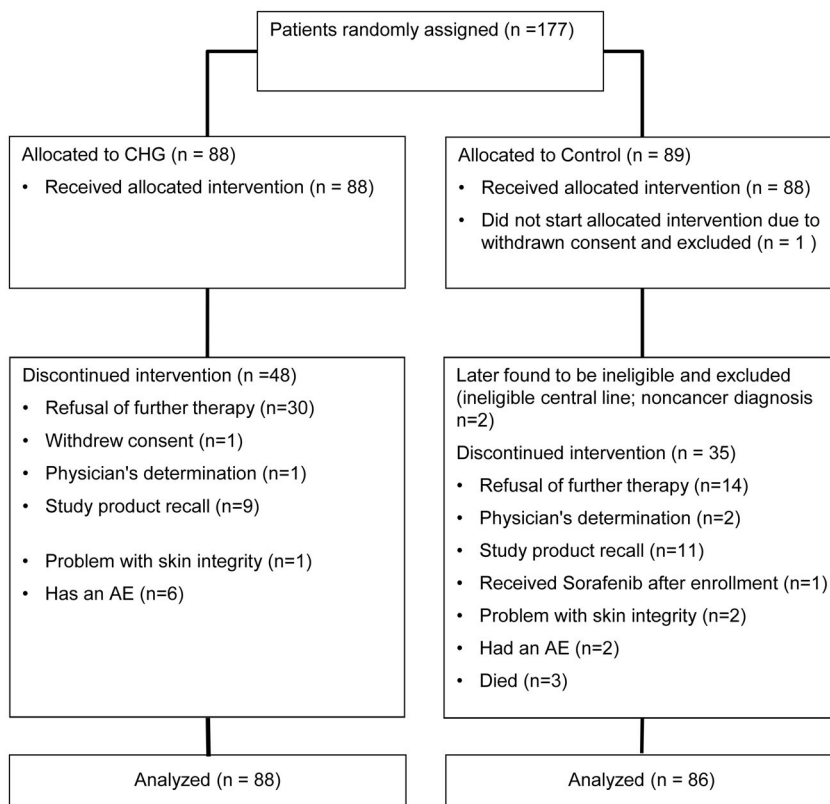 Patients randomly assigned (n =177)
Allocated to CHG (n = 88)
• Received allocated intervention (n = 88)
Allocated to Control (n = 89)
• Received allocated intervention (n = 88)
• Did not start allocated intervention due to
withdrawn consent and excluded (n = 1 )
Discontinued intervention (n =48)
• Refusal of further therapy (n=30)
• Withdrew consent (n=1)
• Physician's determination (n=1)
• Study product recall (n=9)
• Problem with skin integrity (n=1)
• Has an AE (n=6)
Later found to be ineligible and excluded
(ineligible central line; noncancer diagnosis
n=2)
Discontinued intervention (n = 35)
• Refusal of further therapy (n=14)
• Physician's determination (n=2)
• Study product recall (n=11)
• Received Sorafenib after enrollment (n=1)
• Problem with skin integrity (n=2)
• Had an AE (n=2)
• Died (n=3)
Analyzed (n = 88)
Analyzed (n = 86)